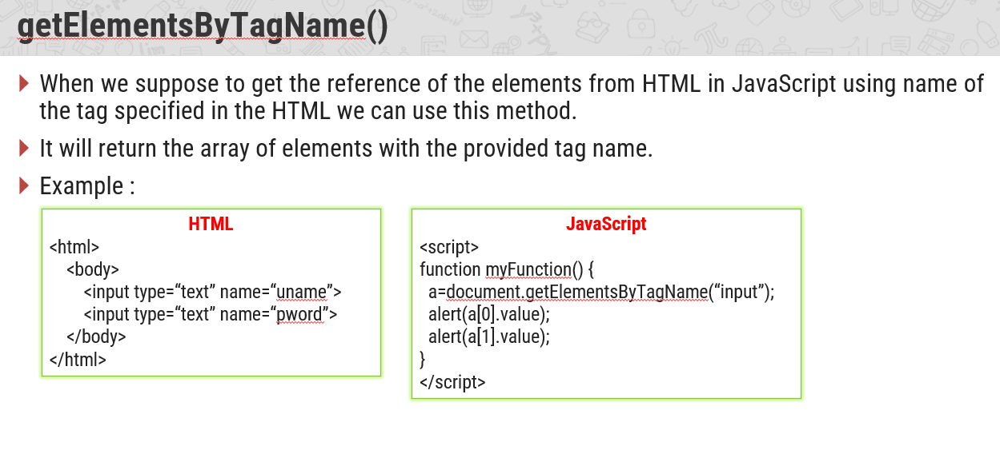 getElementsByTagName()
When we suppose to get the reference of the elements from HTML in JavaScript using name of
the tag specified in the HTML we can use this method.
It will return the array of elements with the provided tag name.
Example :
HTML
<html>
<body>
<input type=“text” name=“uname”>
<input type=“text” name=“pword”>
</body>
</html>
JavaScript
<script>
function myFunction() {
a=document.getElementsByTagName(“input”);
alert(a[0].value);
alert(a[1].value);
}
</script>